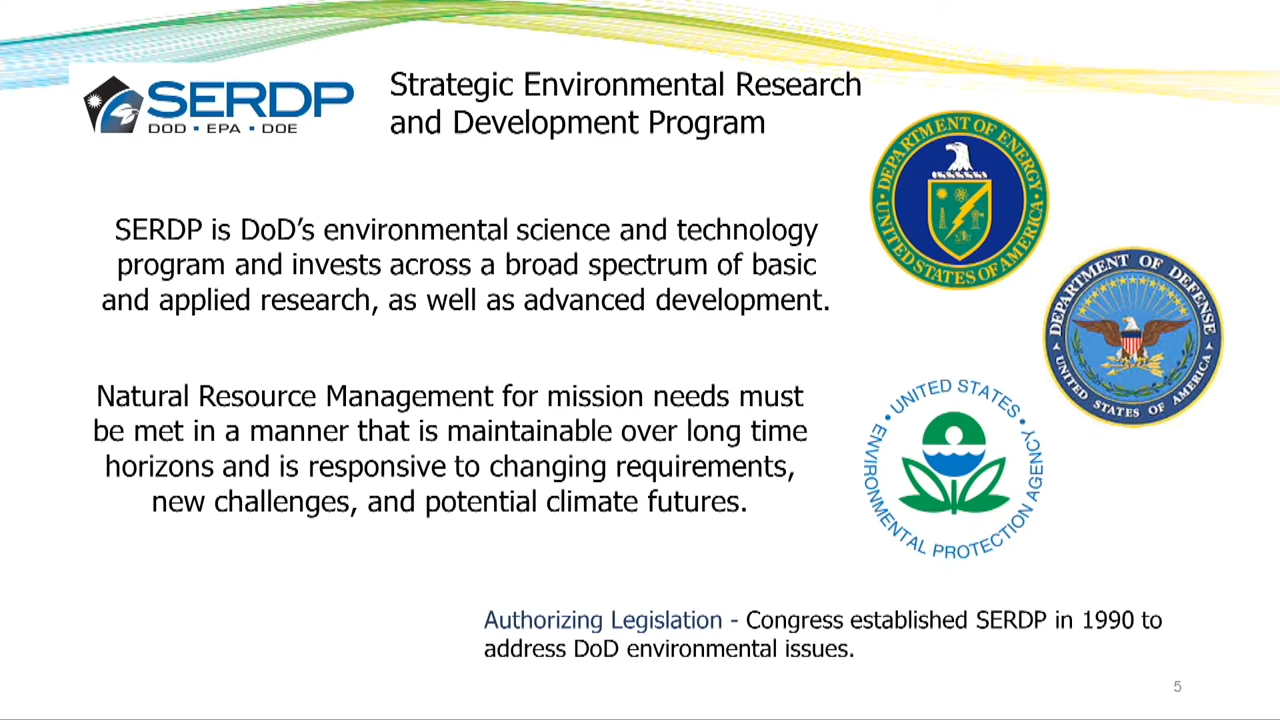 SERDP
DOD • EPA • DOE
Strategic Environmental Research
and Development Program
DEPARTMENT OF ENERGY
UNITED STATES OF AMERICA
SERDP is DoD’s environmental science and technology
program and invests across a broad spectrum of basic
and applied research, as well as advanced development.
DEPARTMENT OF DEFENSE
UNITED STATES OF AMERICA
Natural Resource Management for mission needs must
be met in a manner that is maintainable over long time
horizons and is responsive to changing requirements,
new challenges, and potential climate futures.
UNITED STATES
ENVIRONMENTAL PROTECTION AGENCY
Authorizing Legislation - Congress established SERDP in 1990 to
address DoD environmental issues.
5